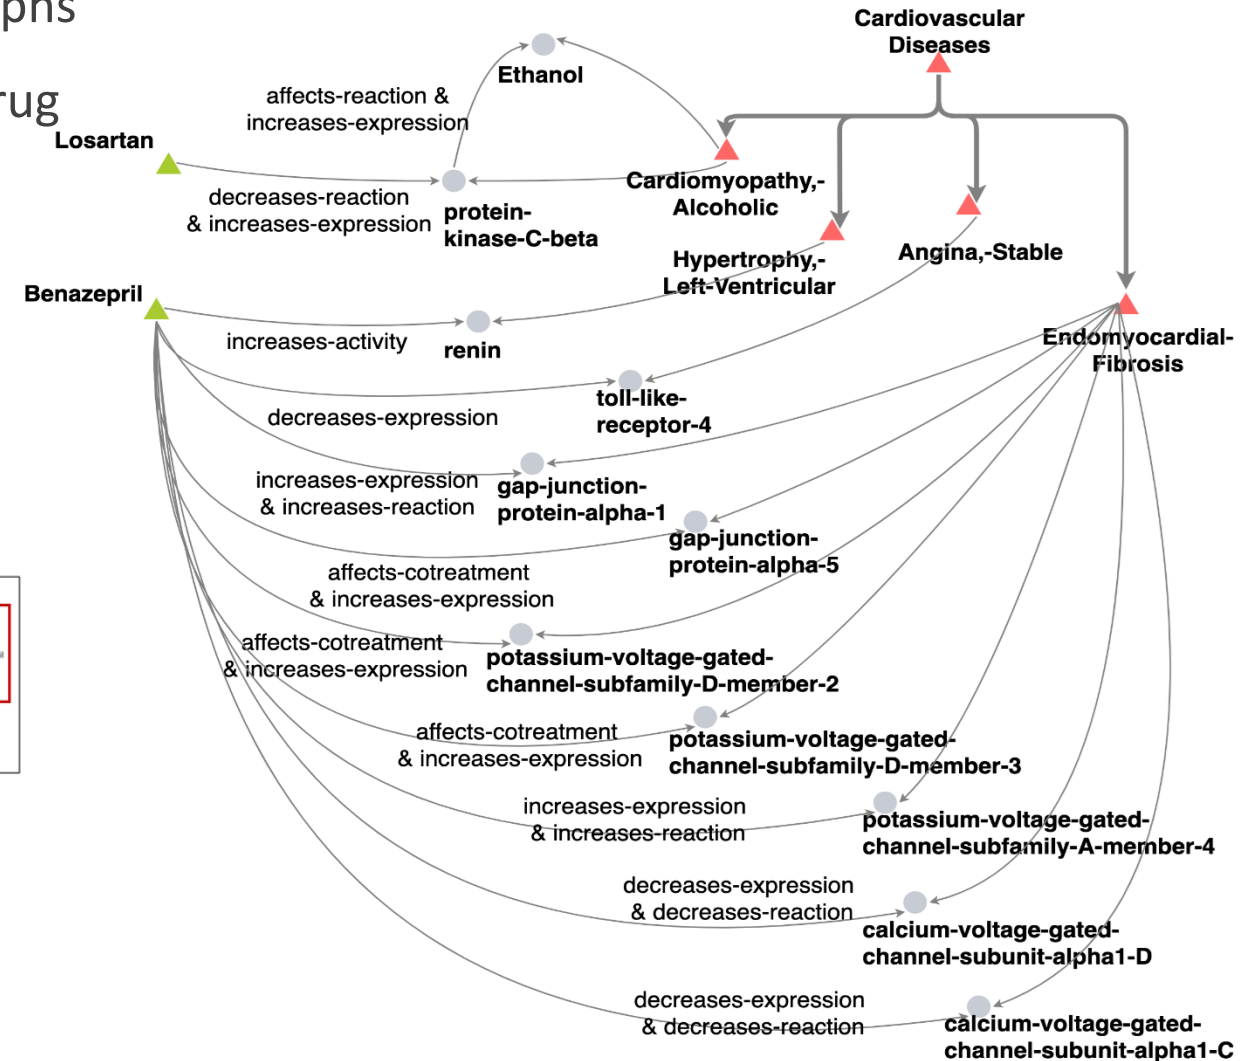 phs
rug
Cardiovascular
Diseases
Ethanol
affects-reaction &
increases-expression
Losartan
decreases-reaction
& increases-expression
protein-
kinase-C-beta
Cardiomyopathy,-
Alcoholic
Hypertrophy,-
Left-Ventricular
Angina,-Stable
Benazepril
increases-activity
renin
Endomyocardial-
Fibrosis
toll-like-
receptor-4
decreases-expression
increases-expression
& increases-reaction
gap-junction-
protein-alpha-1
gap-junction-
protein-alpha-5
affects-cotreatment
& increases-expression
affects-cotreatment
& increases-expression
potassium-voltage-gated-
channel-subfamily-D-member-2
affects-cotreatment
& increases-expression
potassium-voltage-gated-
channel-subfamily-D-member-3
increases-expression
& increases-reaction
potassium-voltage-gated-
channel-subfamily-A-member-4
decreases-expression
& decreases-reaction
calcium-voltage-gated-
channel-subunit-alpha1-D
decreases-expression
& decreases-reaction
calcium-voltage-gated-
channel-subunit-alpha1-C